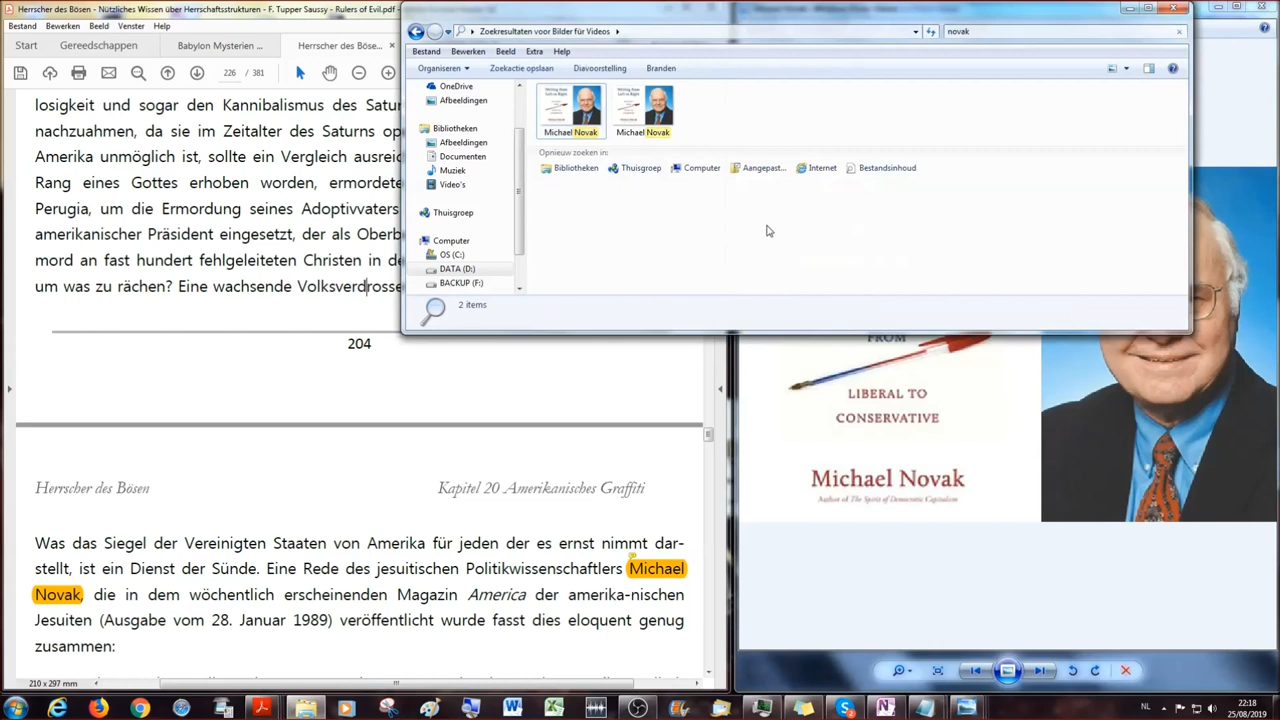 Herrscher des Bösen - Nützliches Wissen über Herrschaftsstrukturen - F. Tupper Saussy - Rulers of Evil.pdf
Bestand Bewerken Beeld Venster Help
Start Gereedschappen Babylon Mysterien ... Herrscher des Böse... ×
226 / 381
losigkeit und sogar den Kannibalismus des Satur
nachzuahmen, da sie im Zeitalter des Saturns op
Amerika unmöglich ist, sollte ein Vergleich ausreic
Rang eines Gottes erhoben worden, ermordete
Perugia, um die Ermordung seines Adoptivvaters
amerikanischer Präsident eingesetzt, der als Oberb
mord an fast hundert fehlgeleiteten Christen in de
um was zu rächen? Eine wachsende Volksverdrosse
204
Herrscher des Bösen Kapitel 20 Amerikanisches Graffiti
Was das Siegel der Vereinigten Staaten von Amerika für jeden der es ernst nimmt dar-
stellt, ist ein Dienst der Sünde. Eine Rede des jesuitischen Politikwissenschaftlers Michael
Novak, die in dem wöchentlich erscheinenden Magazin America der amerika-nischen
Jesuiten (Ausgabe vom 28. Januar 1989) veröffentlicht wurde fasst dies eloquent genug
zusammen:
210 x 297 mm
Zoekresultaten voor Bilder für Videos
novak
Bestand Bewerken Beeld Extra Help
Organiseren Zoekactie opslaan Diavoorstelling Branden
OneDrive
Afbeeldingen
Bibliotheken
Afbeeldingen
Documenten
Muziek
Video's
Thuisgroep
Computer
OS (C:)
DATA (D:)
BACKUP (F:)
Michael Novak Michael Novak
Opnieuw zoeken in:
Bibliotheken Thuisgroep Computer Aangepast... Internet Bestandsinhoud
2 items
FROM
LIBERAL TO
CONSERVATIVE
Michael Novak
Author of The Spirit of Democratic Capitalism
NL 22:18
25/08/2019